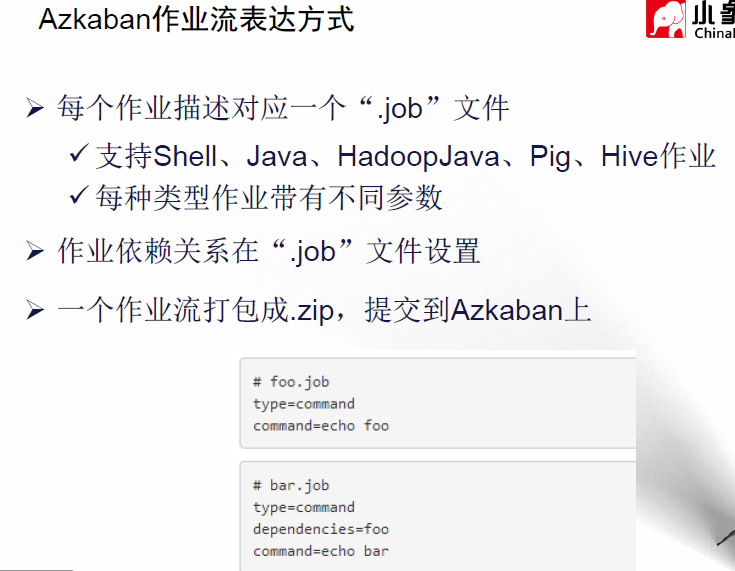 Azkaban作业流表达方式
小象
China
每个作业描述对应一个“.job”文件
支持Shell、Java、HadoopJava、Pig、Hive作业
每种类型作业带有不同参数
作业依赖关系在“.job”文件设置
一个作业流打包成.zip，提交到Azkaban上
# foo.job
type=command
command=echo foo
# bar.job
type=command
dependencies=foo
command=echo bar